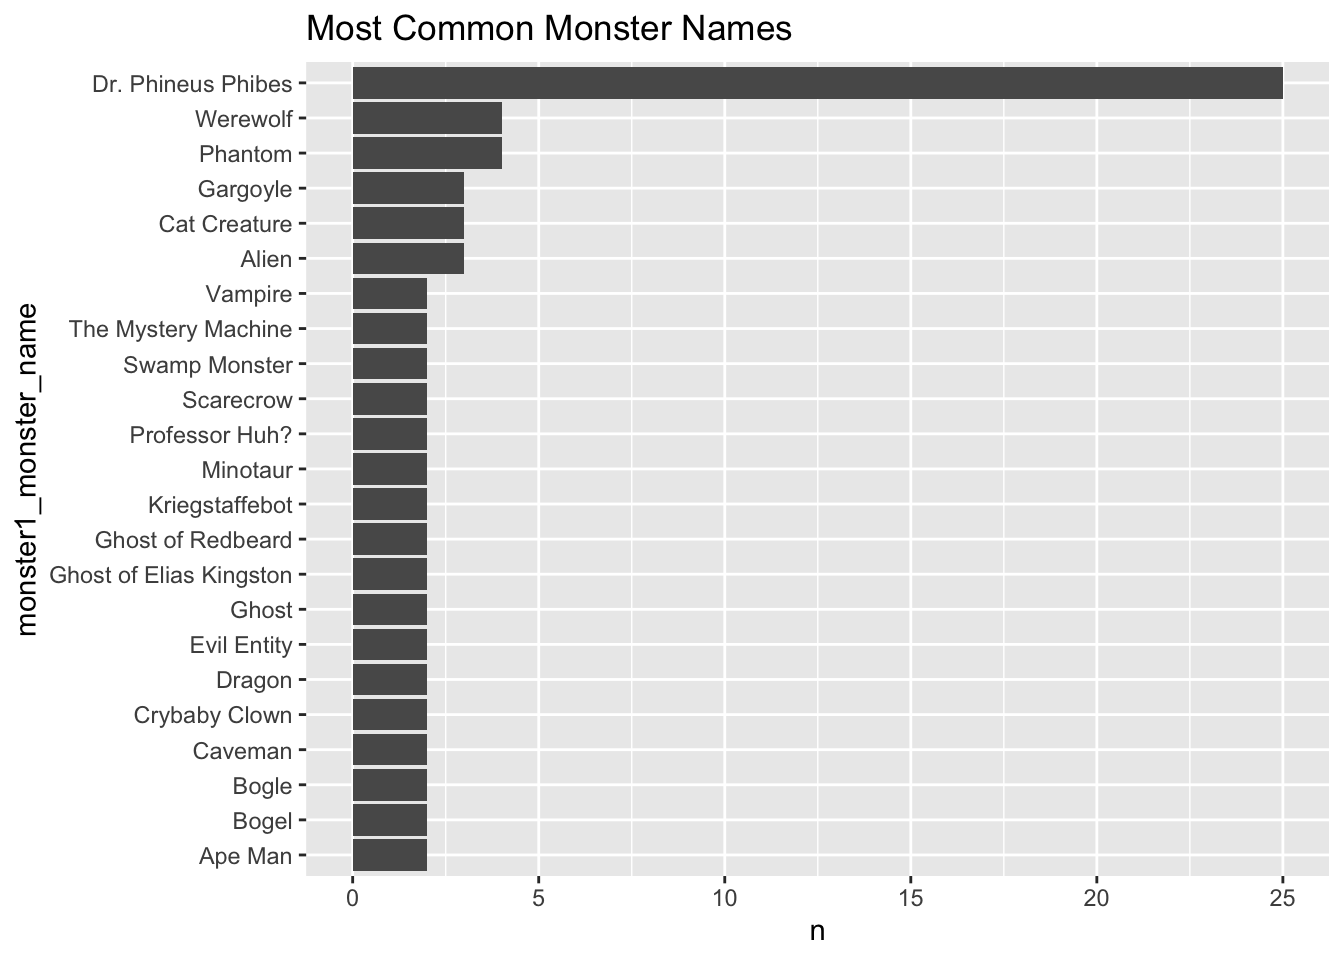 Most Common Monster Names
Dr. Phineus Phibes
Werewolf
Phantom
Gargoyle
Cat Creature
Alien
Vampire
The Mystery Machine
Swamp Monster
Scarecrow
Professor Huh?
Minotaur
Kriegstaffebot
Ghost of Redbeard
Ghost of Elias Kingston
Ghost
Evil Entity
Dragon
Crybaby Clown
Caveman
Bogle
Bogel
Ape Man
monster1_monster_name
0 5 10 15 20 25
n